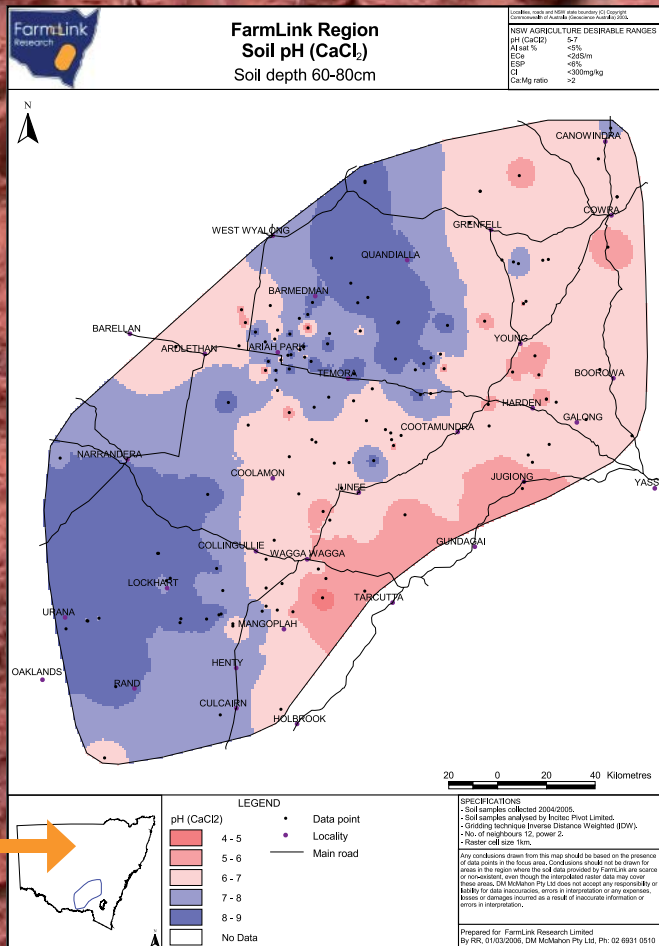 FarmLink
Research
FarmLink Region
Soil pH (CaCl2)
Soil depth 60-80cm
Localities, roads and NSW state boundary (C) Copyright
Commonwealth of Australia (Geoscience Australia) 2003.
NSW AGRICULTURE DESIRABLE RANGES
pH (CaCl2) 5-7
Al sat % <5%
ECe <2dS/m
ESP <6%
Cl <300mg/kg
Ca:Mg ratio >2
N
CANOWINDRA
COWRA
WEST WYALONG
GRENFELL
QUANDIALLA
BARMEDMAN
BARELLAN
ARDLETHAN
ARIAH PARK
YOUNG
TEMORA
BOOROWA
HARDEN
GALONG
COOTAMUNDRA
NARRANDERA
COOLAMON
JUNEE
JUGIONG
YASS
COLLINGULLIE
WAGGA WAGGA
GUNDAGAI
LOCKHART
TARCUTTA
URANA
MANGOPLAH
HENTY
OAKLANDS
RAND
CULCAIRN
HOLBROOK
20 0 20 40 Kilometres
LEGEND
pH (CaCl2)
4 - 5
5 - 6
6 - 7
7 - 8
8 - 9
No Data
Data point
Locality
Main road
SPECIFICATIONS
- Soil samples collected 2004/2005.
- Soil samples analysed by Incitec Pivot Limited.
- Gridding technique Inverse Distance Weighted (IDW).
- No. of neighbours 12, power 2.
- Raster cell size 1km.
Any conclusions drawn from this map should be based on the presence
of data points in the focus area. Conclusions should not be drawn for
areas in the region where the soil data provided by FarmLink are scarce
or non-existent, even though the interpolated raster data may cover
these areas. DM McMahon Pty Ltd does not accept any responsibility or
liability for data inaccuracies, errors in interpretation or any expenses,
losses or damages incurred as a result of inaccurate information or
errors in interpretation.
Prepared for FarmLink Research Limited
By RR, 01/03/2006, DM McMahon Pty Ltd, Ph: 02 6931 0510